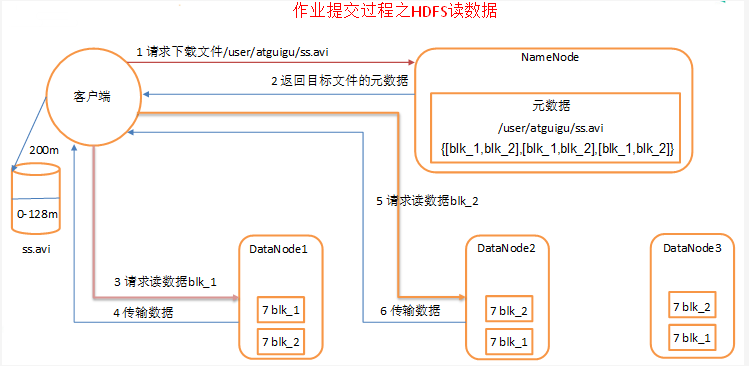 作业提交过程之HDFS读数据
1 请求下载文件/user/atguigu/ss.avi
NameNode
2 返回目标文件的元数据
客户端
元数据
/user/atguigu/ss.avi
{[blk_1,blk_2],[blk_1,blk_2],[blk_1,blk_2]}
200m
0-128m
ss.avi
5 请求读数据blk_2
DataNode1
DataNode2
DataNode3
3 请求读数据blk_1
4 传输数据
7 blk_1
7 blk_2
6 传输数据
7 blk_2
7 blk_1
7 blk_2
7 blk_1